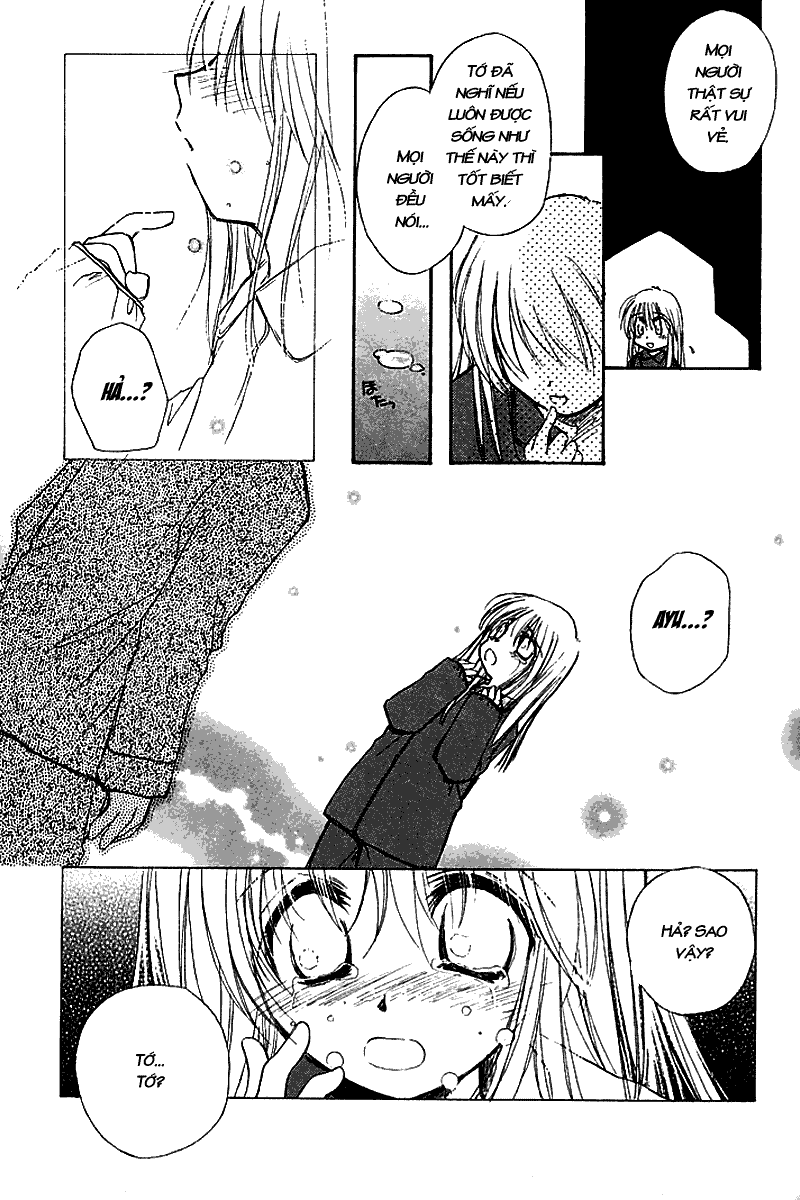 MỌI
NGƯỜI
THẬT SỰ
RẤT VUI
VẺ.
TỚ ĐÃ
NGHĨ NẾU
LUÔN ĐƯỢC
SỐNG NHƯ
THẾ NÀY THÌ
TỐT BIẾT
MẤY.
MỌI
NGƯỜI
ĐỀU
NÓI...
HẢ...?
AYU...?
HẢ? SAO
VẬY?
TỚ...
TỚ?